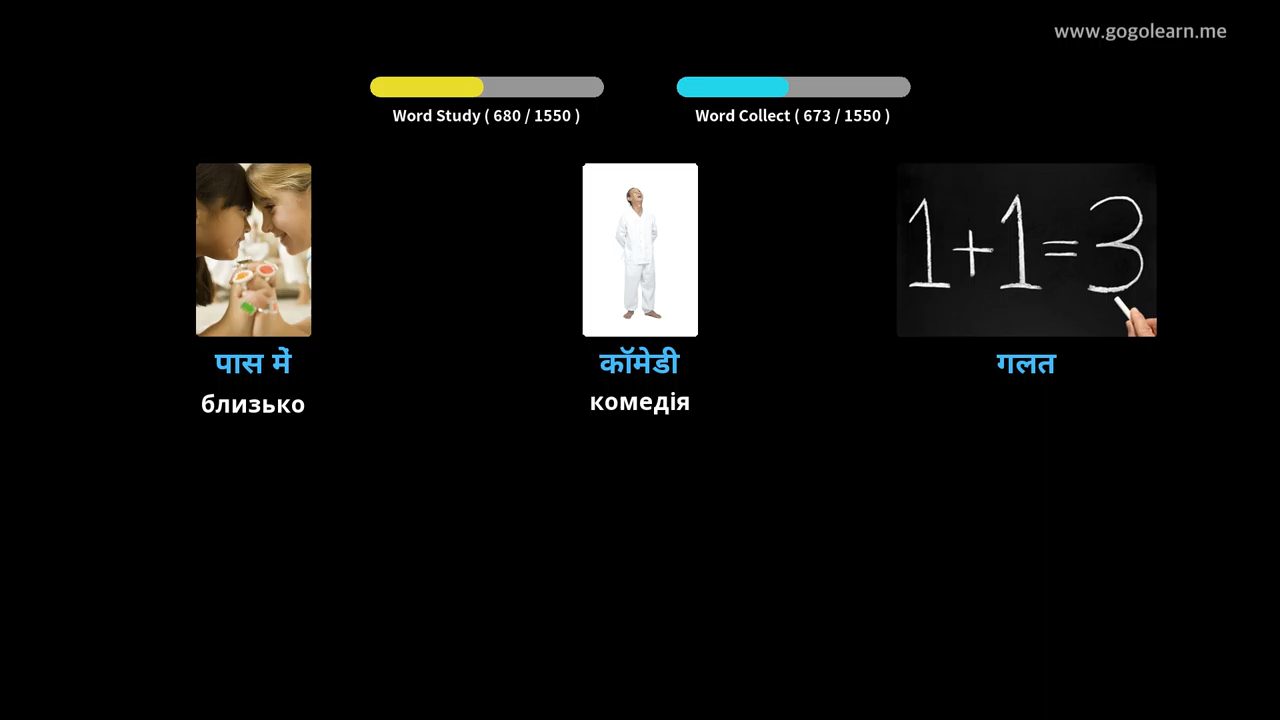 www.gogolearn.me
Word Study ( 680 / 1550 )
Word Collect ( 673 / 1550 )
1+1=3
पास में
कॉमेडी
गलत
близько
комедія